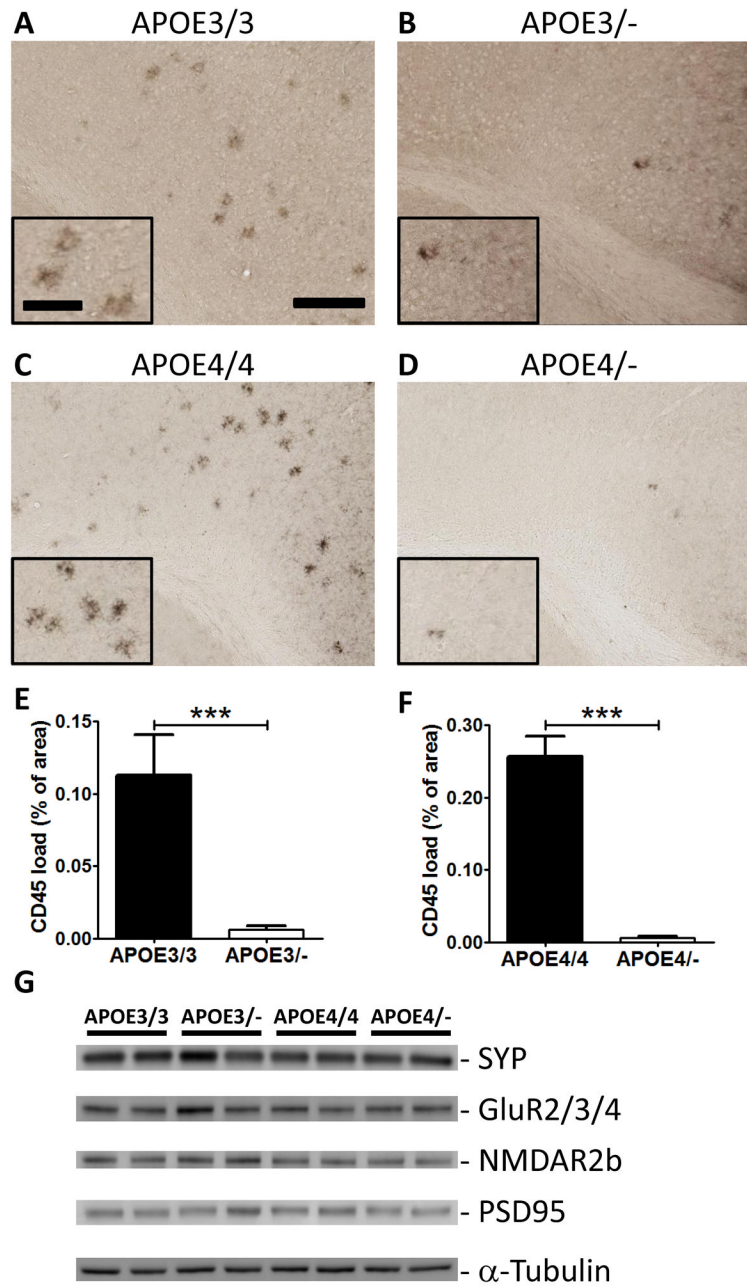 A APOE3/3
B APOE3/-
C APOE4/4
D APOE4/-
E
CD45 load (% of area)
0.15
0.10
0.05
0.00
***
APOE3/3 APOE3/-
F
CD45 load (% of area)
0.30
0.20
0.10
0.00
***
APOE4/4 APOE4/-
G
APOE3/3 APOE3/- APOE4/4 APOE4/-
- SYP
- GluR2/3/4
- NMDAR2b
- PSD95
- α-Tubulin